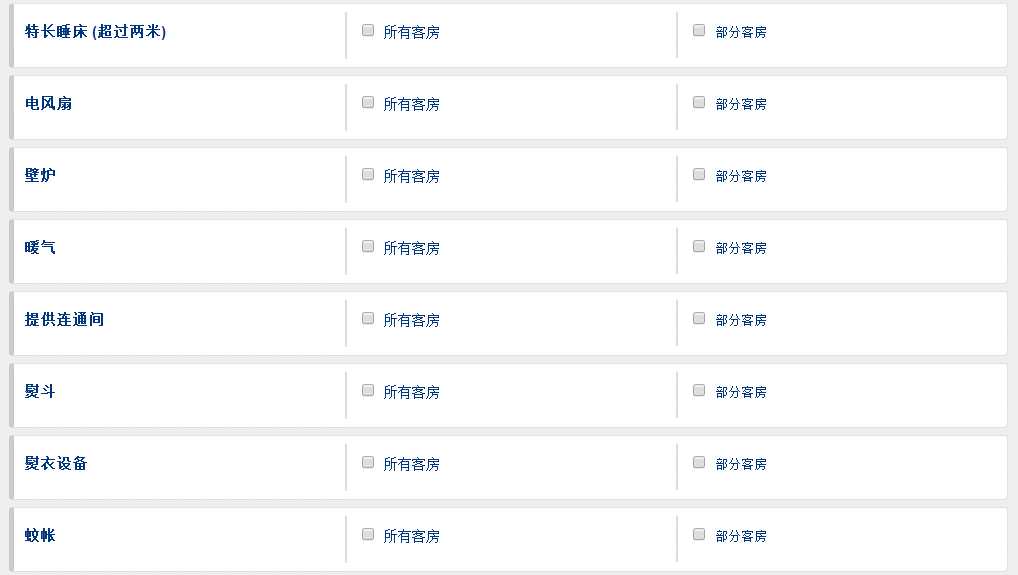 特长睡床 (超过两米) 所有客房 部分客房
电风扇 所有客房 部分客房
壁炉 所有客房 部分客房
暖气 所有客房 部分客房
提供连通间 所有客房 部分客房
熨斗 所有客房 部分客房
熨衣设备 所有客房 部分客房
蚊帐 所有客房 部分客房